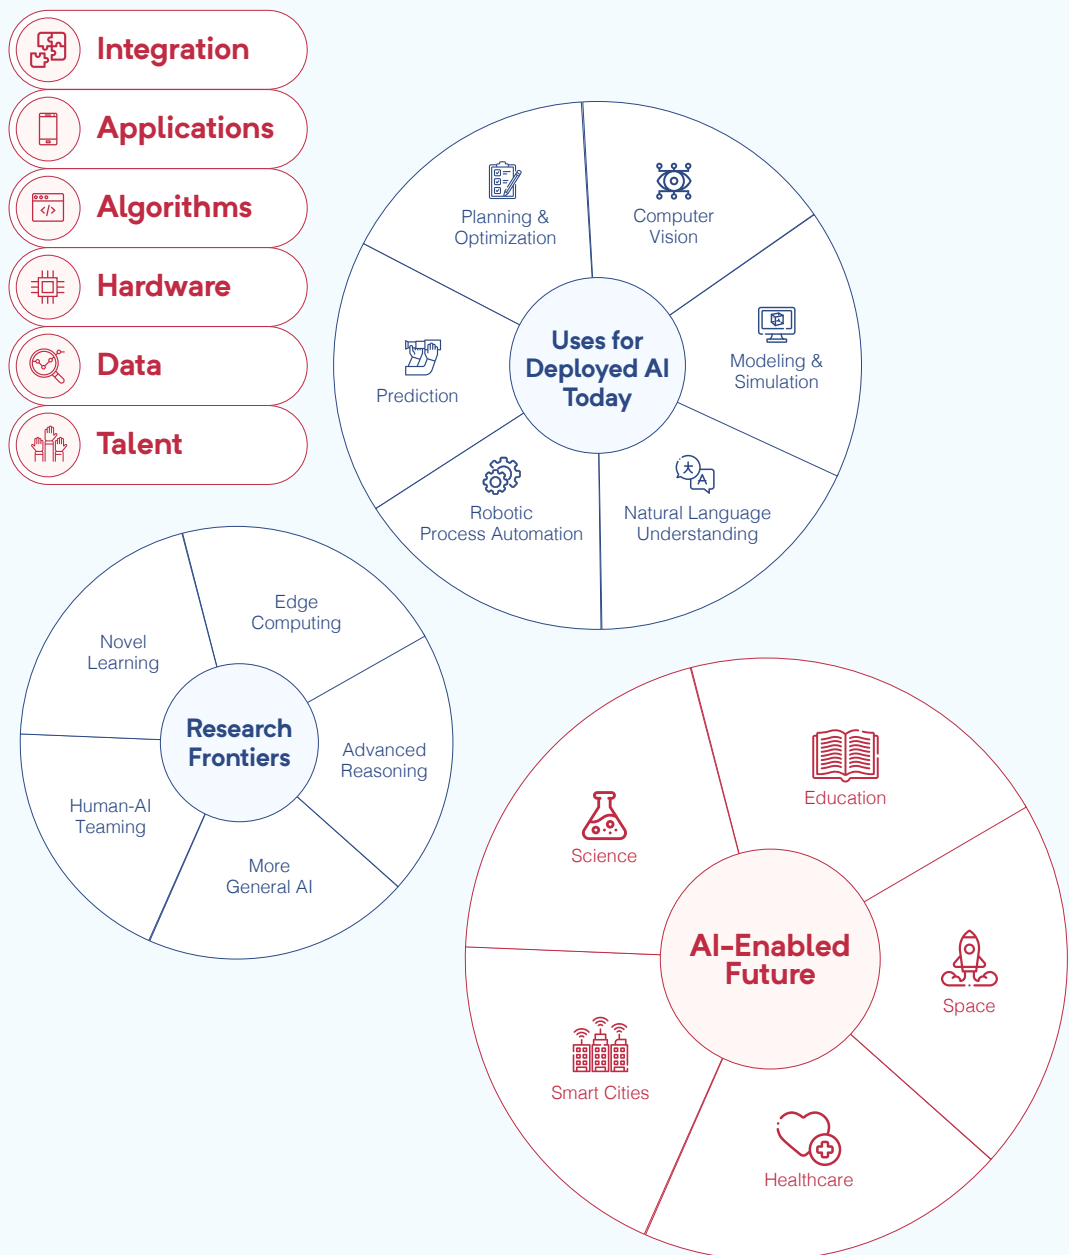 Integration
Applications
Algorithms
Hardware
Data
Talent
Uses for
Deployed AI
Today
Planning &
Optimization
Computer
Vision
Modeling &
Simulation
Natural Language
Understanding
Robotic
Process Automation
Prediction
Research
Frontiers
Novel
Learning
Edge
Computing
Advanced
Reasoning
More
General AI
Human-AI
Teaming
AI-Enabled
Future
Science
Education
Space
Healthcare
Smart Cities